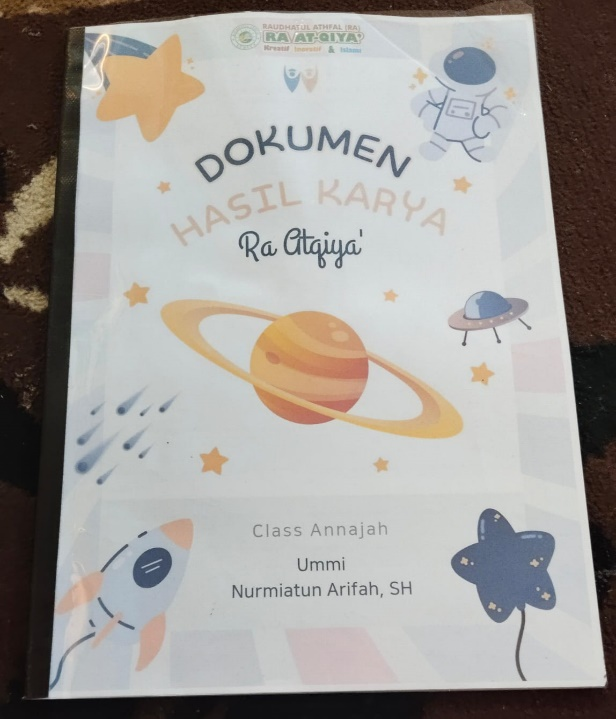 RAUDHATUL ATHFAL (RA)
RA AT-QIYA'
Kreatif Inovatif & Islami
DOKUMEN
HASIL KARYA
Ra Atqiya'
Class Annajah
Ummi
Nurmiatun Arifah, SH